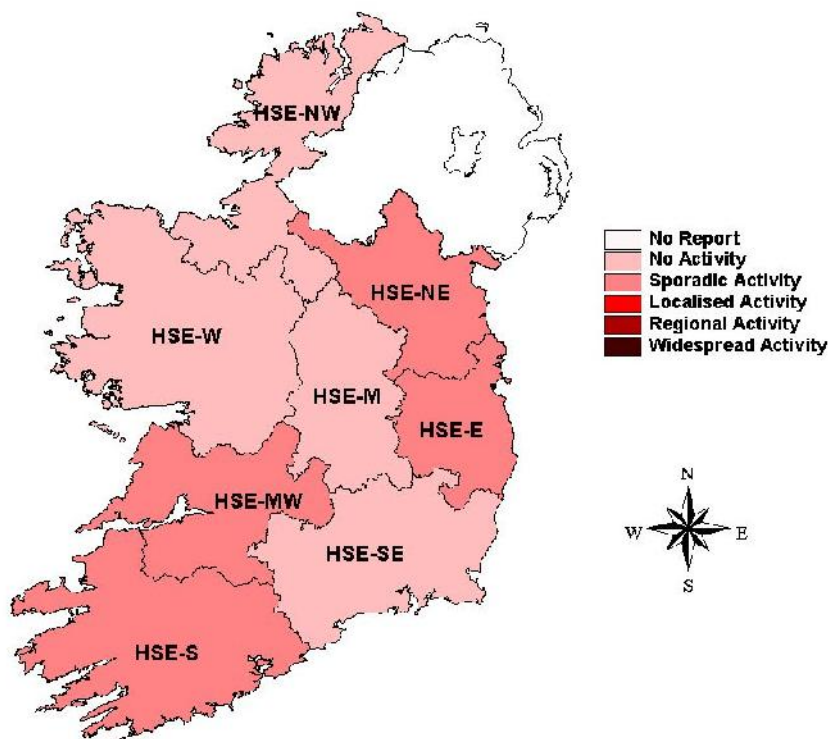 HSE-NW
No Report
No Activity
Sporadic Activity
Localised Activity
Regional Activity
Widespread Activity
HSE-NE
HSE-W
HSE-M
HSE-E
HSE-MW
HSE-SE
HSE-S
N
W
E
S